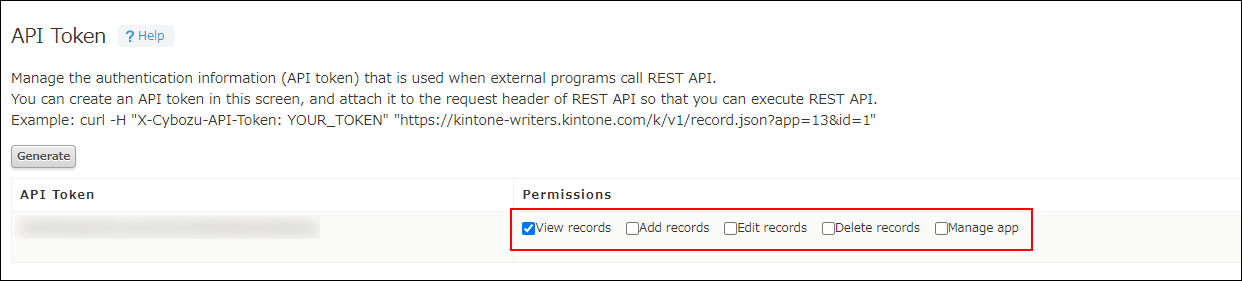 API Token ? Help
Manage the authentication information (API token) that is used when external programs call REST API.
You can create an API token in this screen, and attach it to the request header of REST API so that you can execute REST API.
Example: curl -H "X-Cybozu-API-Token: YOUR_TOKEN" "https://kintone-writers.kintone.com/k/v1/record.json?app=13&id=1"
Generate
API Token Permissions
View records Add records Edit records Delete records Manage app